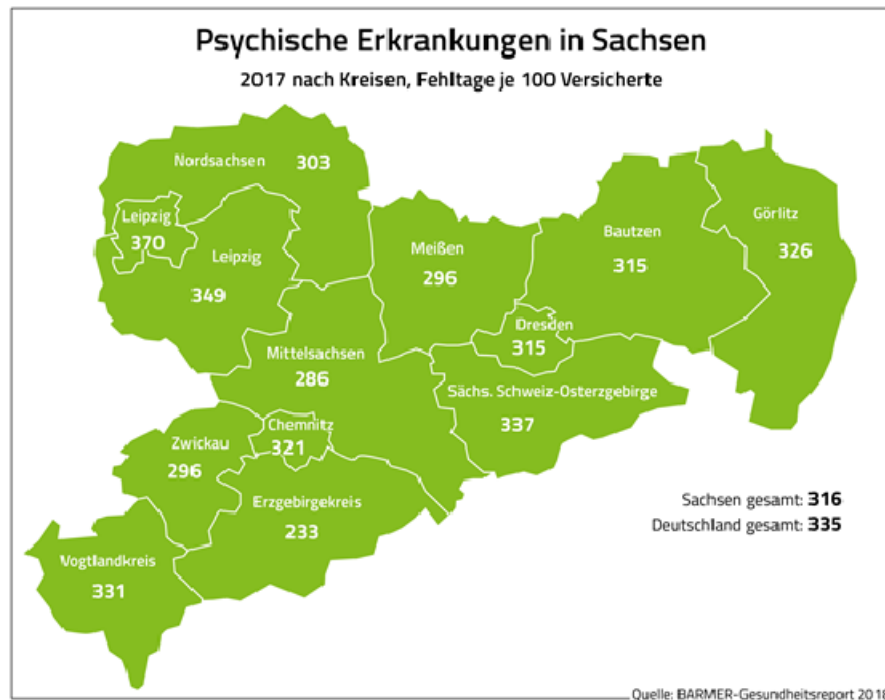 Psychische Erkrankungen in Sachsen
2017 nach Kreisen, Fehltage je 100 Versicherte
Nordsachsen 303
Leipzig
370
Leipzig
349
Meißen
296
Bautzen
315
Görlitz
326
Dresden
315
Mittelsachsen
286
Sächs. Schweiz-Osterzgebirge
337
Chemnitz
321
Zwickau
296
Erzgebirgekreis
233
Vogtlandkreis
331
Sachsen gesamt: 316
Deutschland gesamt: 335
Quelle: BARMER-Gesundheitsreport 2018